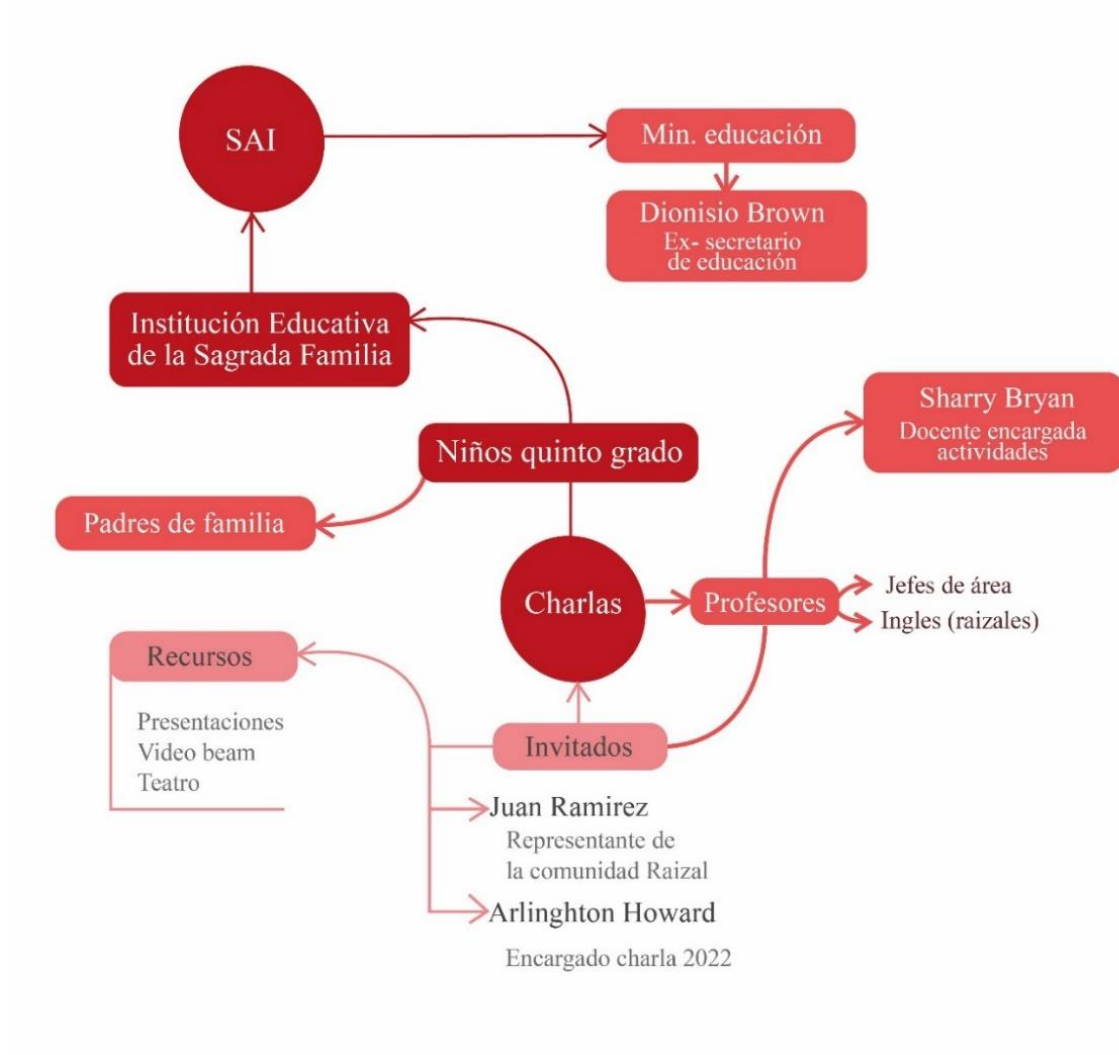 SAI
Min. educación
Dionisio Brown
Ex- secretario
de educación
Institución Educativa
de la Sagrada Familia
Sharry Bryan
Docente encargada
actividades
Niños quinto grado
Padres de familia
Charlas
Profesores
Jefes de área
Ingles (raizales)
Recursos
Presentaciones
Video beam
Teatro
Invitados
Juan Ramirez
Representante de
la comunidad Raizal
Arlinghton Howard
Encargado charla 2022